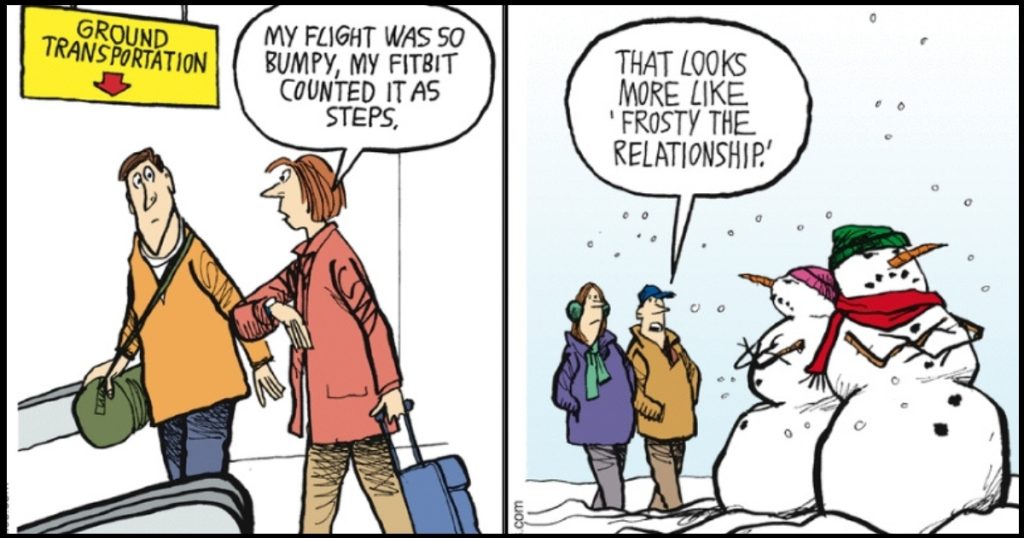 GROUND
TRANSPORTATION
MY FLIGHT WAS SO
BUMPY, MY FITBIT
COUNTED IT AS
STEPS.
THAT LOOKS
MORE LIKE
'FROSTY THE
RELATIONSHIP.'
.com